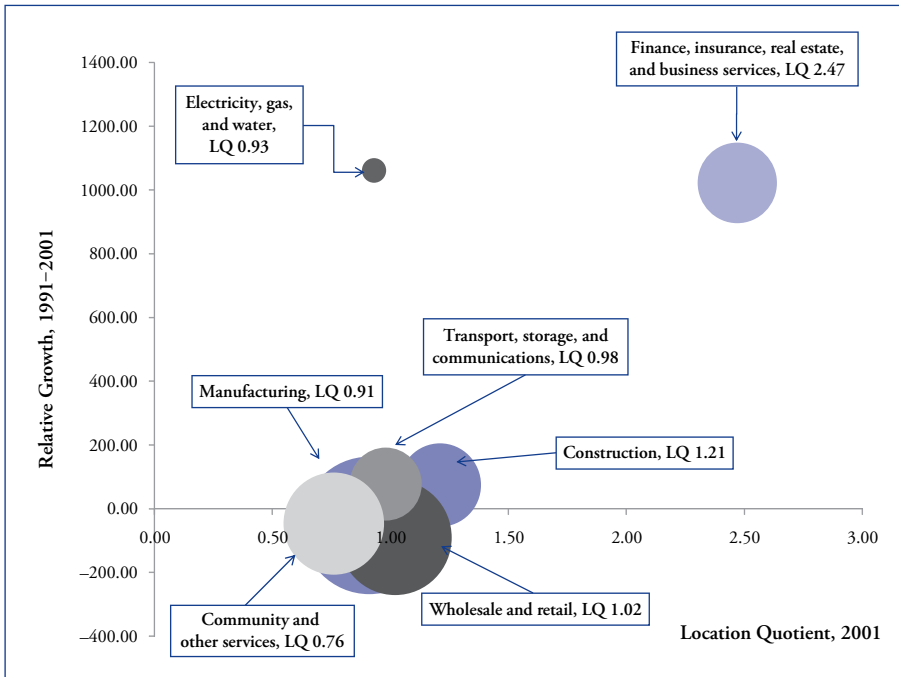 Finance, insurance, real estate,
and business services, LQ 2.47
1400.00
Electricity, gas,
and water,
LQ 0.93
1200.00
1000.00
800.00
600.00
400.00
200.00
0.00
–200.00
–400.00
Relative Growth, 1991–2001
Transport, storage, and
communications, LQ 0.98
Manufacturing, LQ 0.91
Construction, LQ 1.21
0.00
0.50
1.00
1.50
2.00
2.50
3.00
Community and
other services, LQ 0.76
Wholesale and retail, LQ 1.02
Location Quotient, 2001